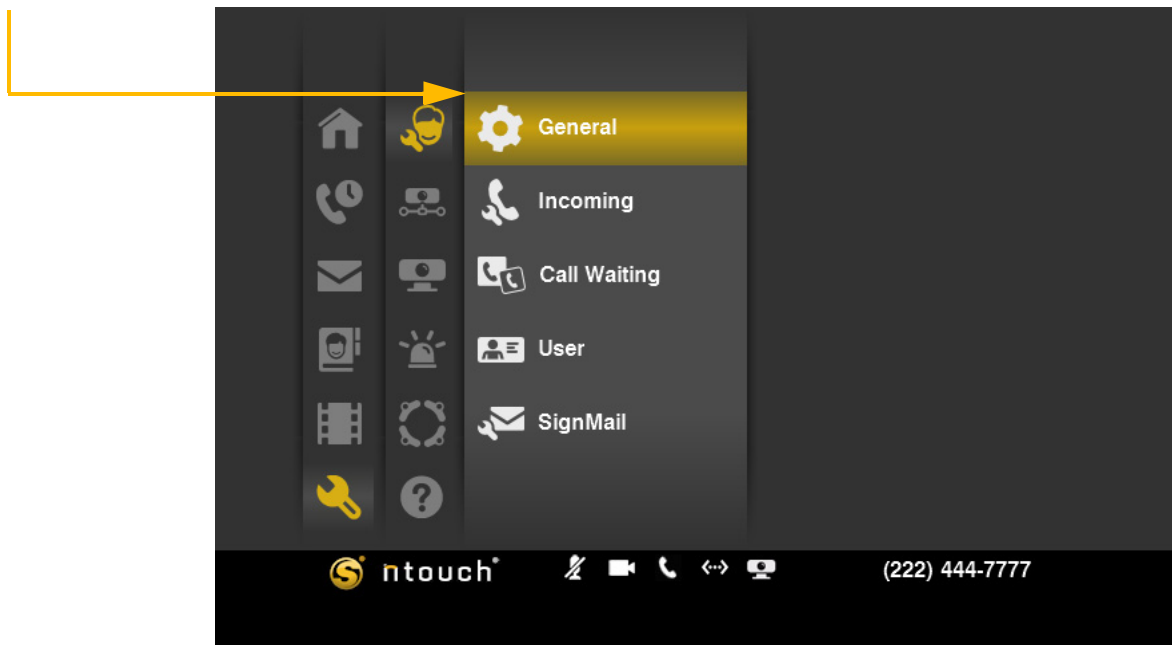 General
Incoming
Call Waiting
User
SignMail
ntouch
(222) 444-7777